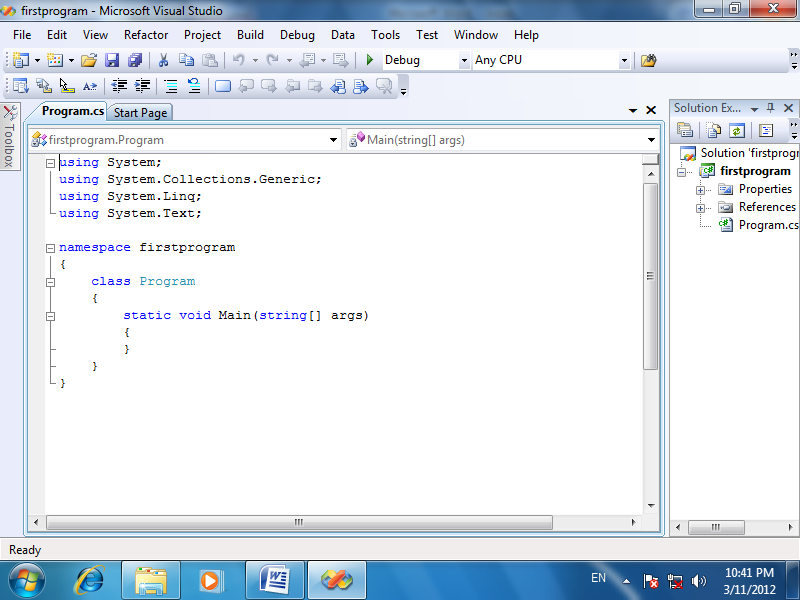 firstprogram - Microsoft Visual Studio
File Edit View Refactor Project Build Debug Data Tools Test Window Help
Debug Any CPU
Toolbox
Program.cs Start Page
firstprogram.Program Main(string[] args)
using System;
using System.Collections.Generic;
using System.Linq;
using System.Text;
namespace firstprogram
{
class Program
{
static void Main(string[] args)
{
}
}
}
Solution Ex...
Solution 'firstprogr
firstprogram
Properties
References
Program.cs
Ready
EN
10:41 PM
3/11/2012